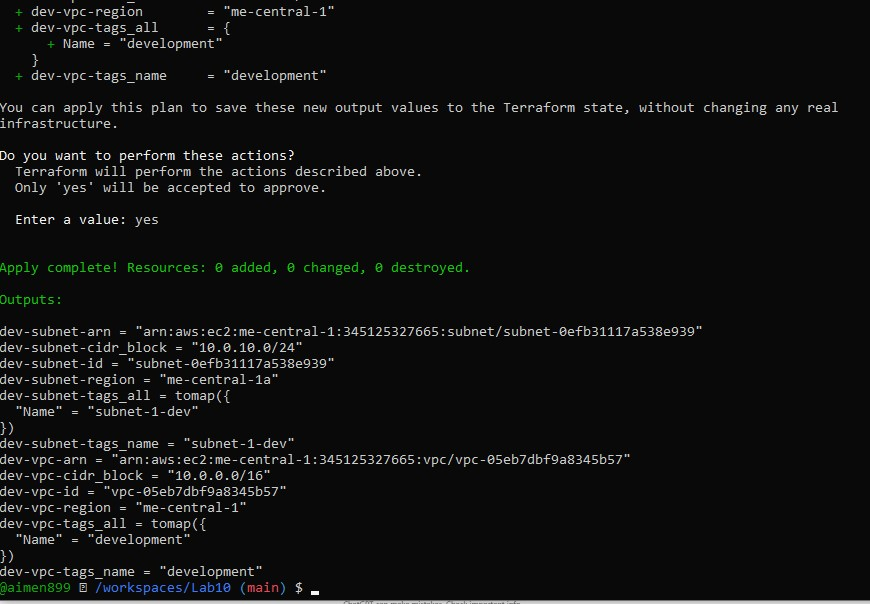 + dev-vpc-region        = "me-central-1"
+ dev-vpc-tags_all      = {
+ Name = "development"
}
+ dev-vpc-tags_name     = "development"
You can apply this plan to save these new output values to the Terraform state, without changing any real
infrastructure.
Do you want to perform these actions?
Terraform will perform the actions described above.
Only 'yes' will be accepted to approve.
Enter a value: yes
Apply complete! Resources: 0 added, 0 changed, 0 destroyed.
Outputs:
dev-subnet-arn = "arn:aws:ec2:me-central-1:345125327665:subnet/subnet-0efb31117a538e939"
dev-subnet-cidr_block = "10.0.10.0/24"
dev-subnet-id = "subnet-0efb31117a538e939"
dev-subnet-region = "me-central-1a"
dev-subnet-tags_all = tomap({
"Name" = "subnet-1-dev"
})
dev-subnet-tags_name = "subnet-1-dev"
dev-vpc-arn = "arn:aws:ec2:me-central-1:345125327665:vpc/vpc-05eb7dbf9a8345b57"
dev-vpc-cidr_block = "10.0.0.0/16"
dev-vpc-id = "vpc-05eb7dbf9a8345b57"
dev-vpc-region = "me-central-1"
dev-vpc-tags_all = tomap({
"Name" = "development"
})
dev-vpc-tags_name = "development"
@aimen899 /workspaces/Lab10 (main) $